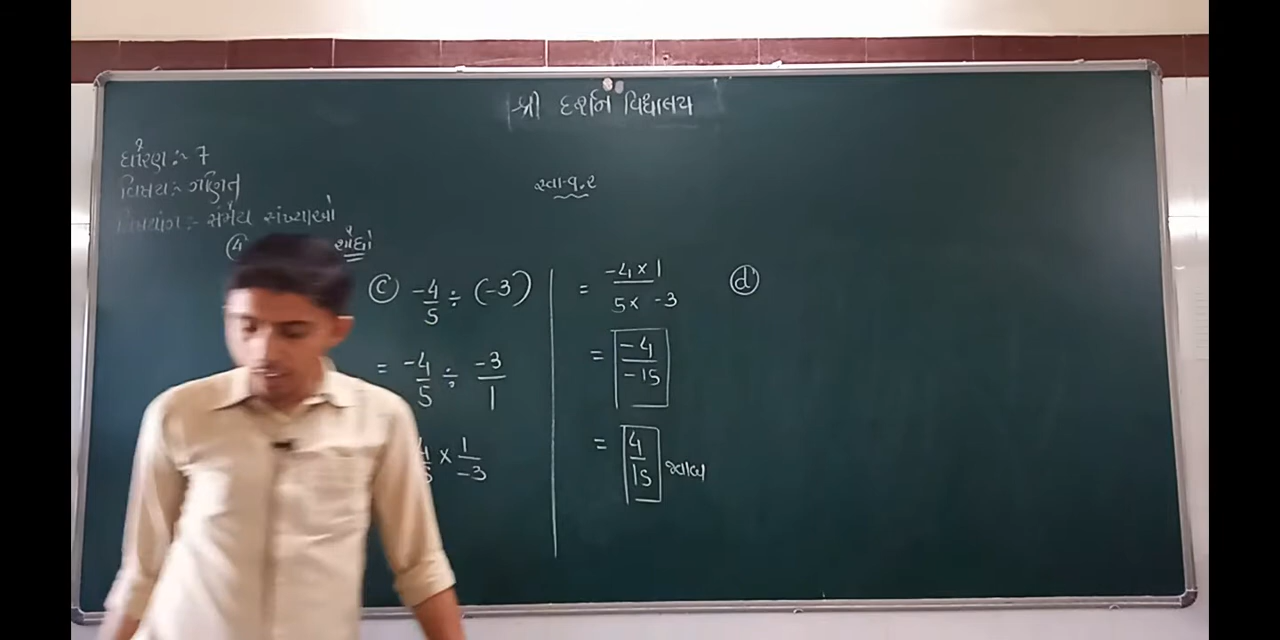 શ્રી દર્શન વિદ્યાલય
ધોરણ :- 7
વિષય :- ગણિત
વિષયાંગ :- સંમેય સંખ્યાઓ
સ્વા-૧.૨
④ શોધો
ⓒ -4/5 ÷ (-3)
= -4/5 ÷ -3/1
4/5 × 1/-3
= -4 × 1 / 5 × -3
= -4/-15
= 4/15 જવાબ
ⓓ